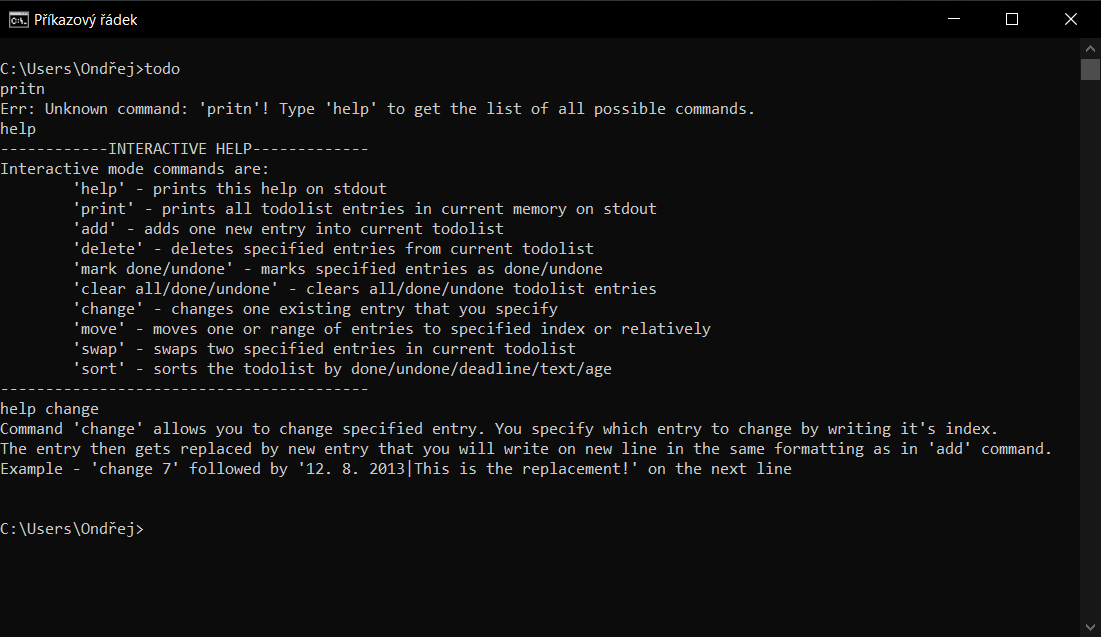 Příkazový řádek
C:\Users\Ondřej>todo
pritn
Err: Unknown command: 'pritn'! Type 'help' to get the list of all possible commands.
help
------------INTERACTIVE HELP-------------
Interactive mode commands are:
'help' - prints this help on stdout
'print' - prints all todolist entries in current memory on stdout
'add' - adds one new entry into current todolist
'delete' - deletes specified entries from current todolist
'mark done/undone' - marks specified entries as done/undone
'clear all/done/undone' - clears all/done/undone todolist entries
'change' - changes one existing entry that you specify
'move' - moves one or range of entries to specified index or relatively
'swap' - swaps two specified entries in current todolist
'sort' - sorts the todolist by done/undone/deadline/text/age
-----------------------------------------
help change
Command 'change' allows you to change specified entry. You specify which entry to change by writing it's index.
The entry then gets replaced by new entry that you will write on new line in the same formatting as in 'add' command.
Example - 'change 7' followed by '12. 8. 2013|This is the replacement!' on the next line
C:\Users\Ondřej>